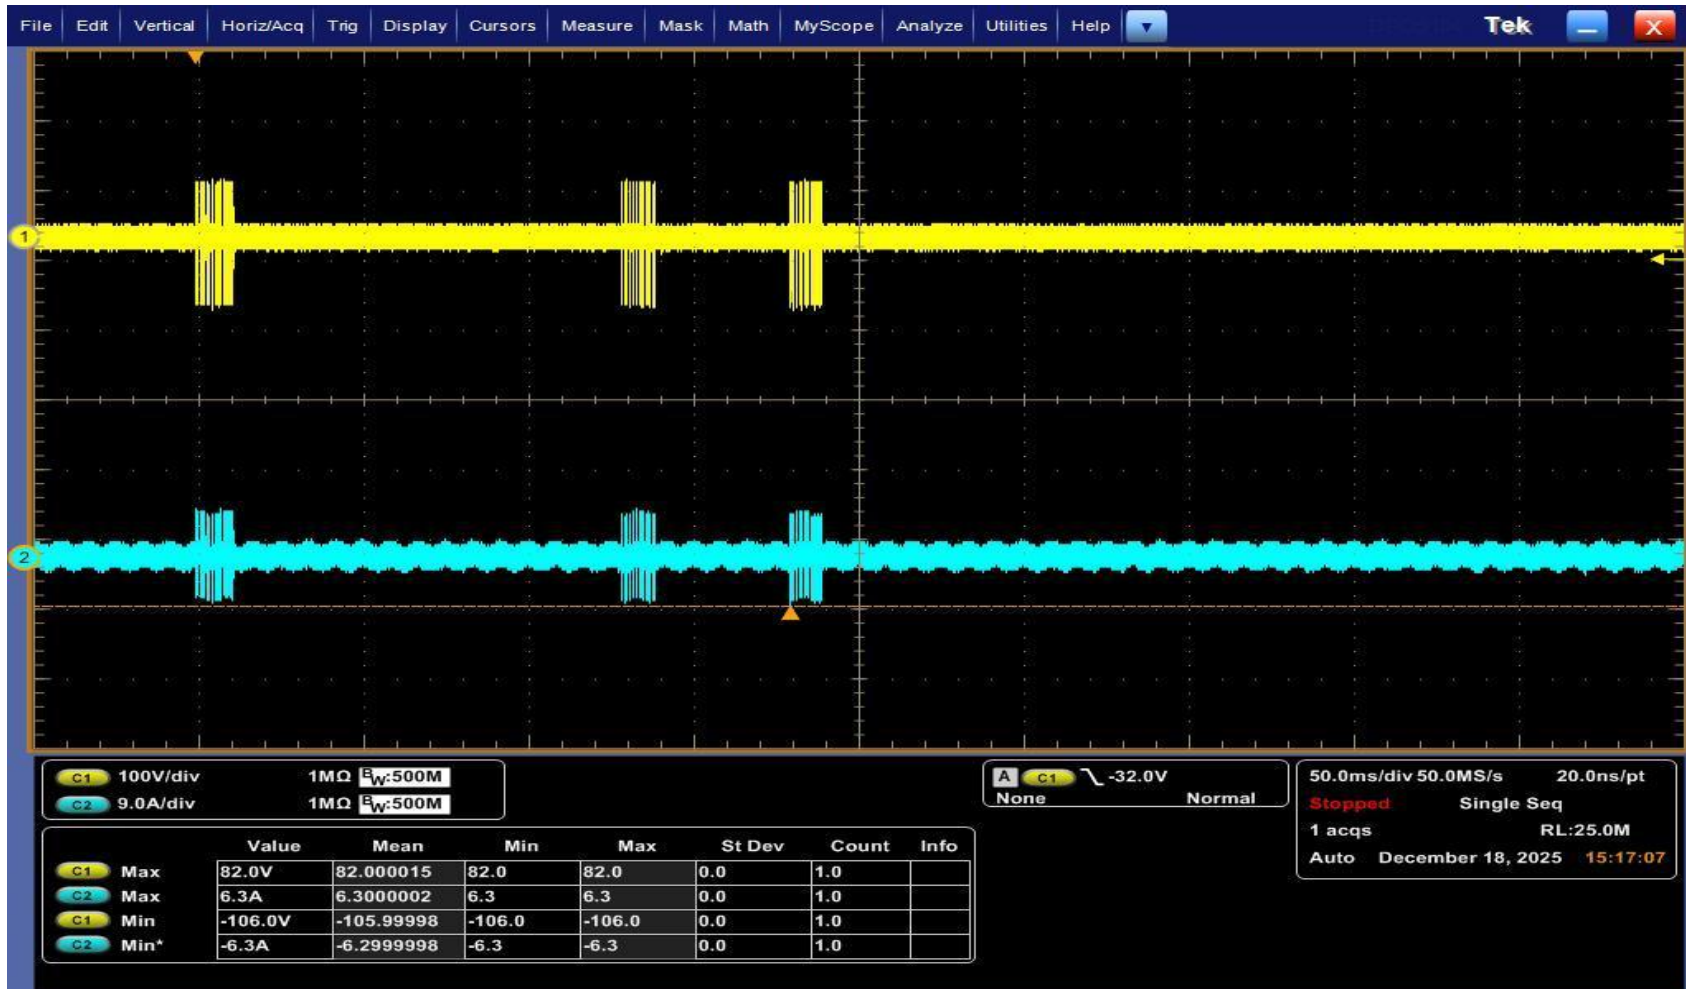 File Edit Vertical Horiz/Acq Trig Display Cursors Measure Mask Math MyScope Analyze Utilities Help Tek X
1
2
C1 100V/div 1MΩ BW:500M
C2 9.0A/div 1MΩ BW:500M
A C1 -32.0V
None Normal
50.0ms/div 50.0MS/s 20.0ns/pt
Stopped Single Seq
1 acqs RL:25.0M
Auto December 18, 2025 15:17:07
Value Mean Min Max St Dev Count Info
C1 Max 82.0V 82.000015 82.0 82.0 0.0 1.0
C2 Max 6.3A 6.3000002 6.3 6.3 0.0 1.0
C1 Min -106.0V -105.99998 -106.0 -106.0 0.0 1.0
C2 Min* -6.3A -6.2999998 -6.3 -6.3 0.0 1.0